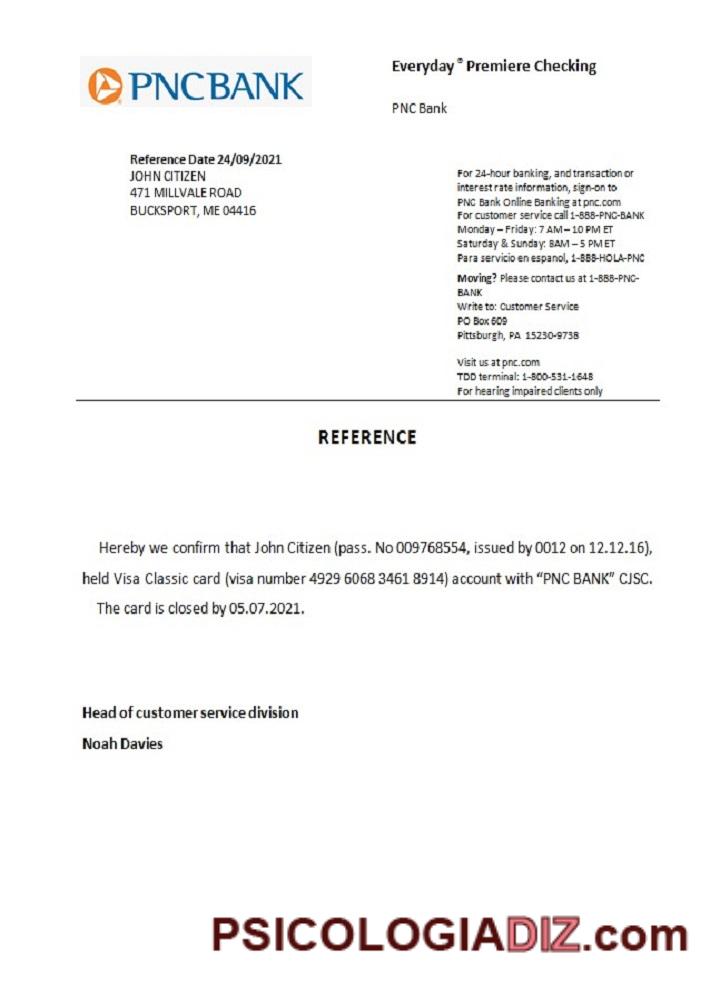 PNCBANK
Everyday® Premiere Checking
PNC Bank
Reference Date 24/09/2021
JOHN CITIZEN
471 MILLVALE ROAD
BUCKSPORT, ME 04416
For 24-hour banking, and transaction or
interest rate information, sign-on to
PNC Bank Online Banking at pnc.com
For customer service call 1-888-PNC-BANK
Monday – Friday: 7 AM – 10 PM ET
Saturday & Sunday: 8AM – 5 PM ET
Para servicio en espanol, 1-888-HOLA-PNC
Moving? Please contact us at 1-888-PNC-
BANK
Write to: Customer Service
PO Box 609
Pittsburgh, PA 15230-9738
Visit us at pnc.com
TDD terminal: 1-800-531-1648
For hearing impaired clients only
REFERENCE
Hereby we confirm that John Citizen (pass. No 009768554, issued by 0012 on 12.12.16),
held Visa Classic card (visa number 4929 6068 3461 8914) account with “PNC BANK” CJSC.
The card is closed by 05.07.2021.
Head of customer service division
Noah Davies
PSICOLOGIADIZ.com